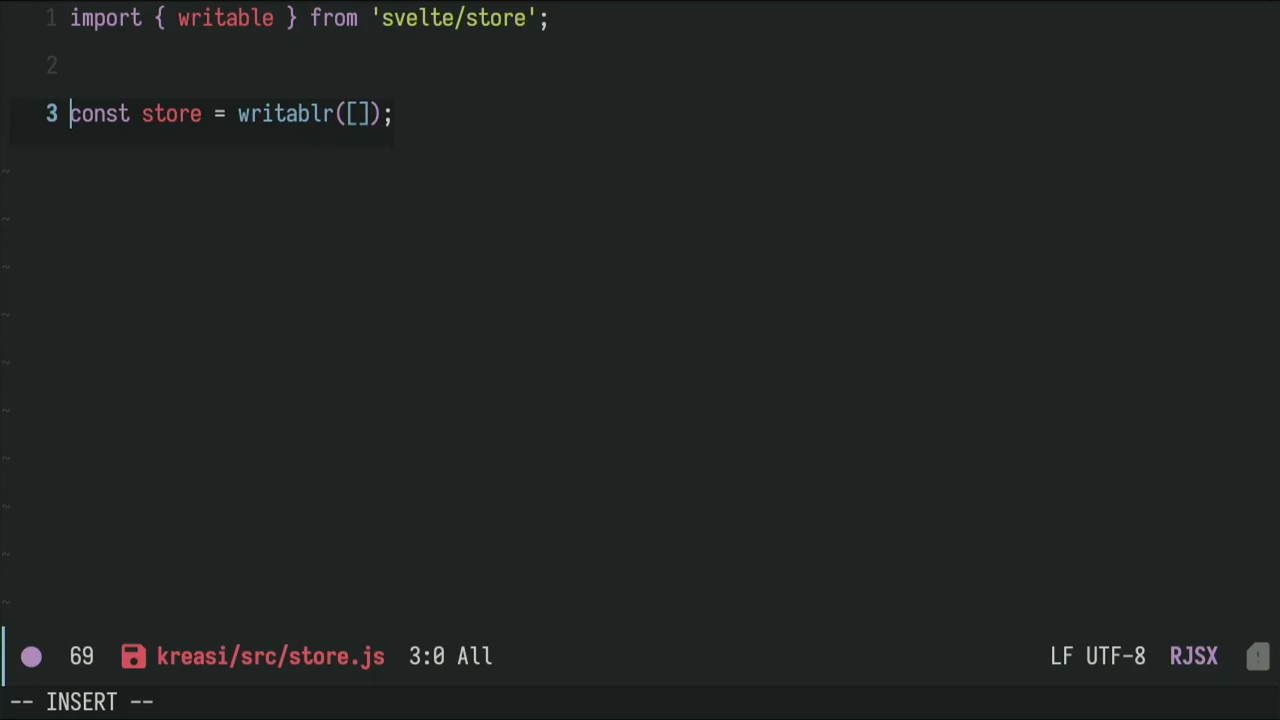 1 import { writable } from 'svelte/store';
2
3 const store = writablr([]);
~
~
~
~
~
~
~
~
~
~
69 kreasi/src/store.js 3:0 All LF UTF-8 RJSX
-- INSERT --